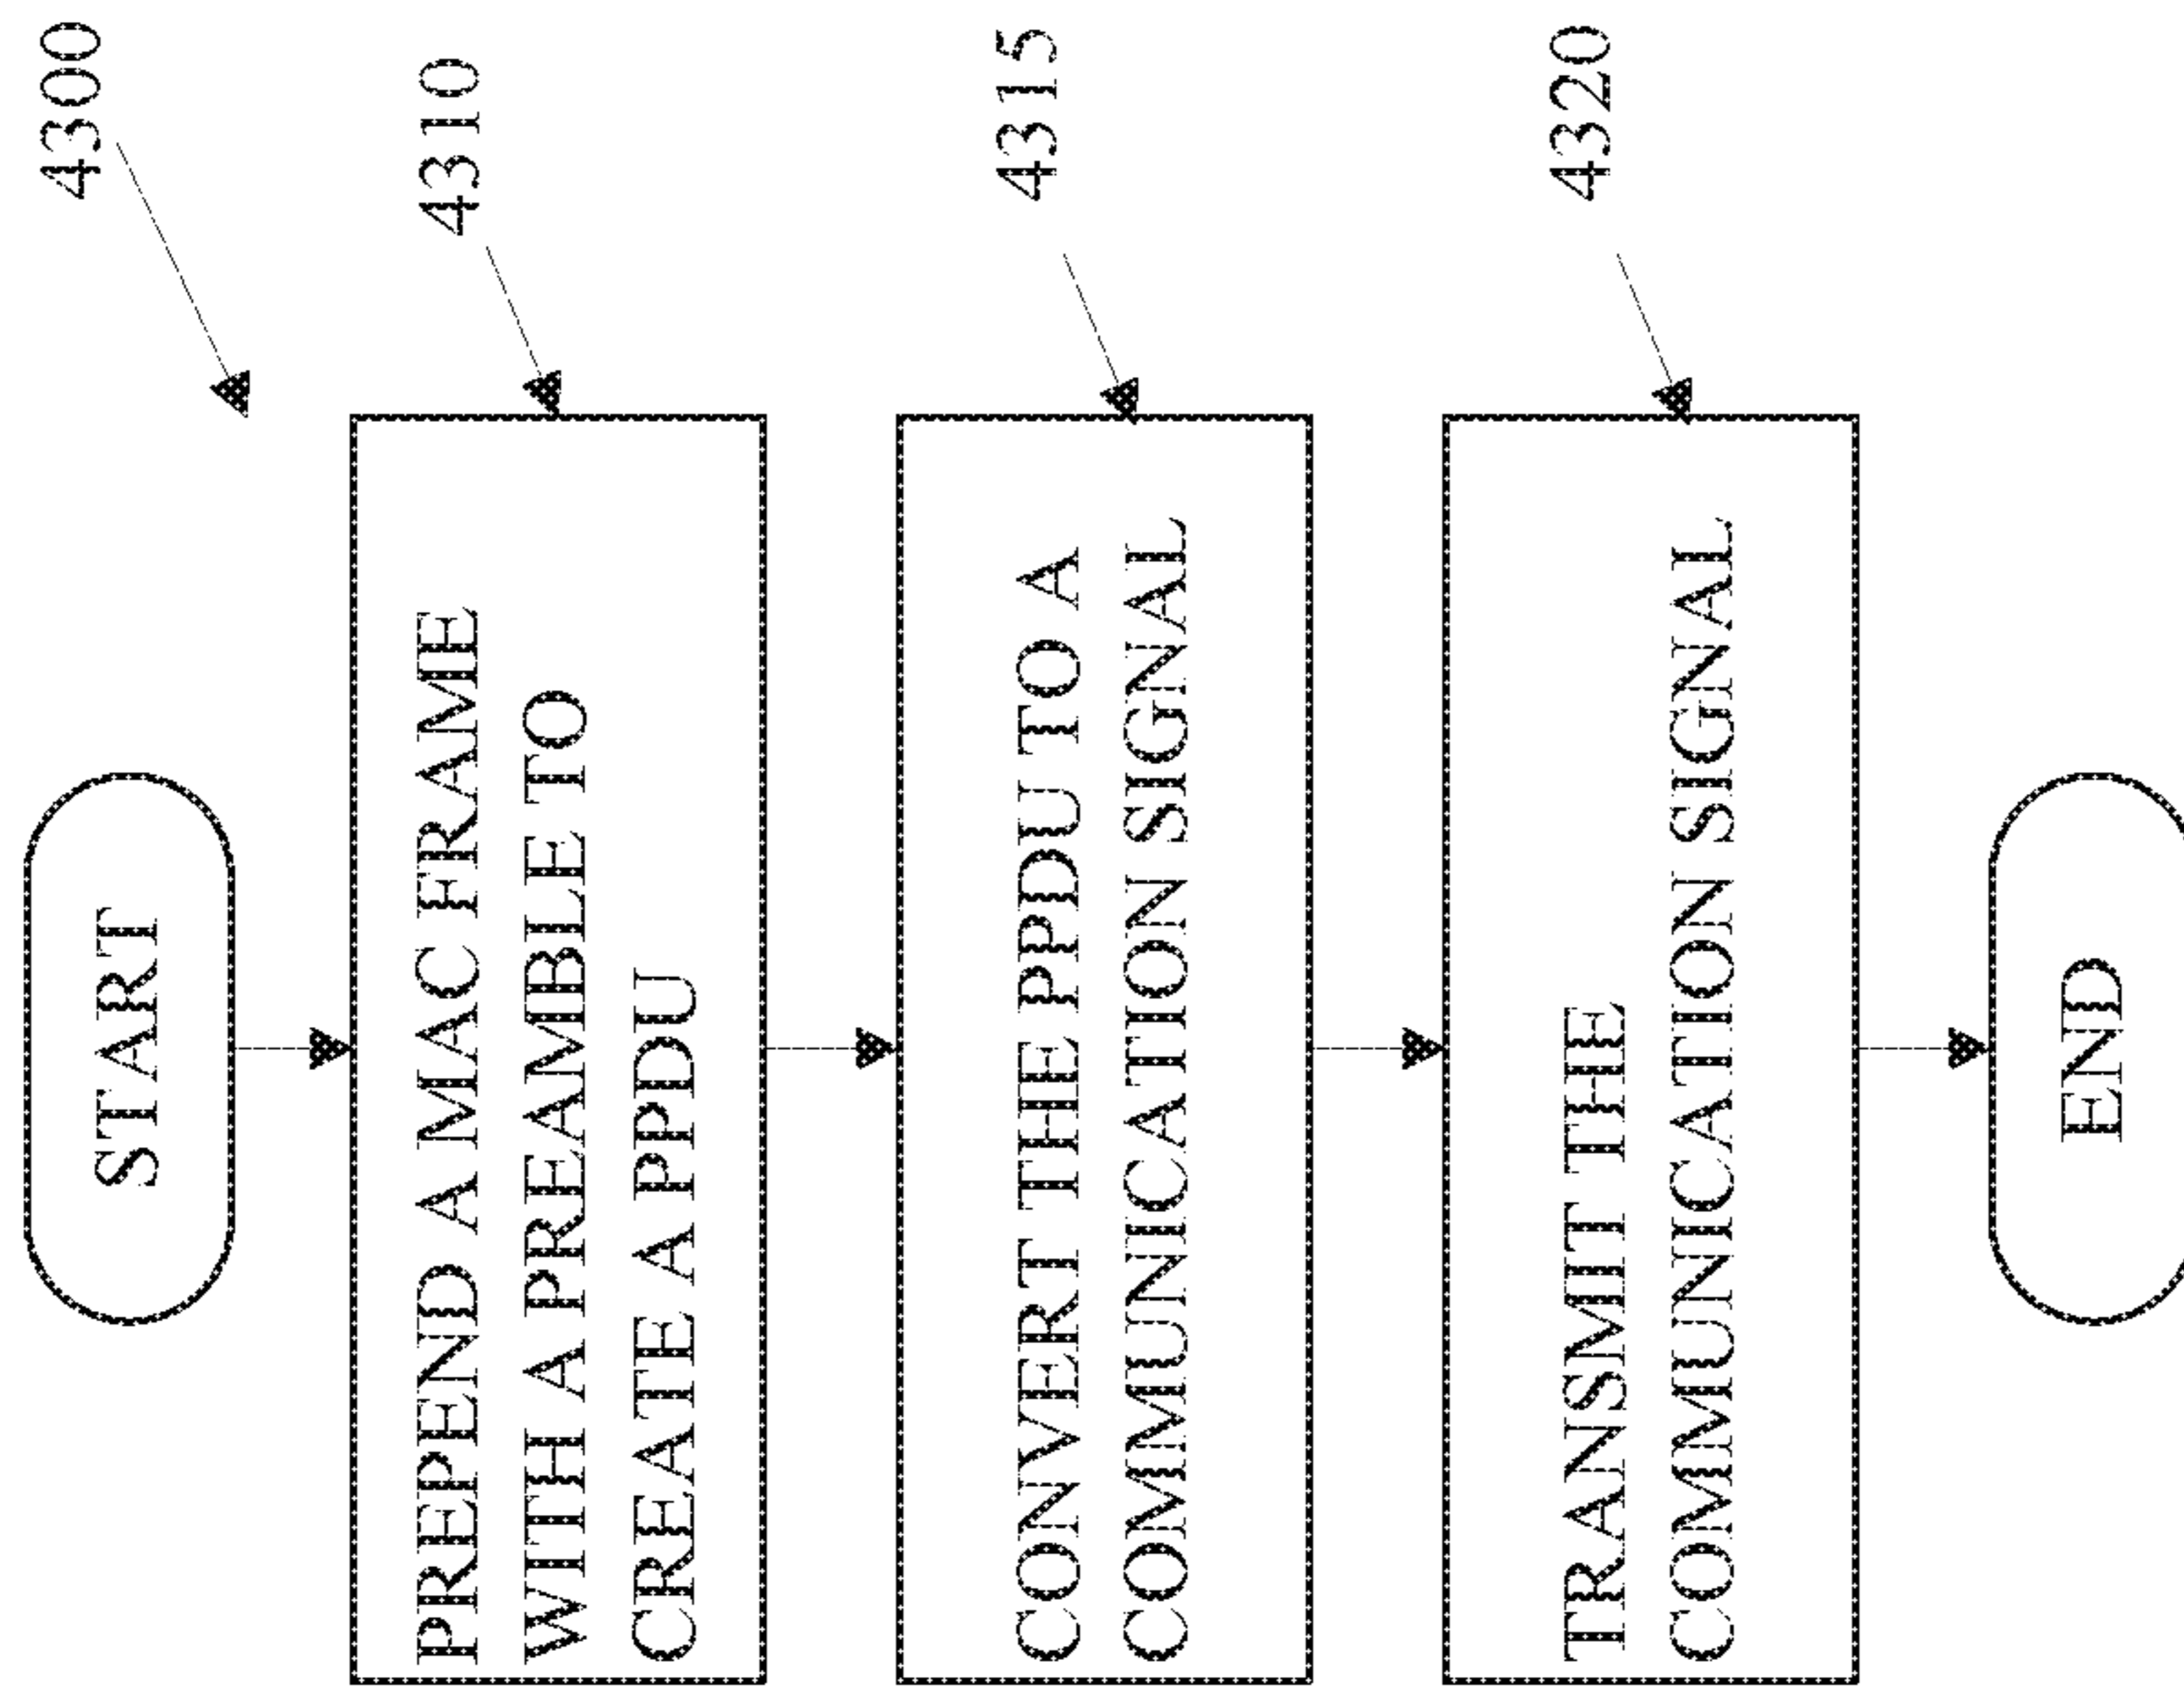 4300
START
4310
PREPEND A MAC FRAME
WITH A PREAMBLE TO
CREATE A PPDU
4315
CONVERT THE PPDU TO A
COMMUNICATION SIGNAL
4320
TRANSMIT THE
COMMUNICATION SIGNAL
END